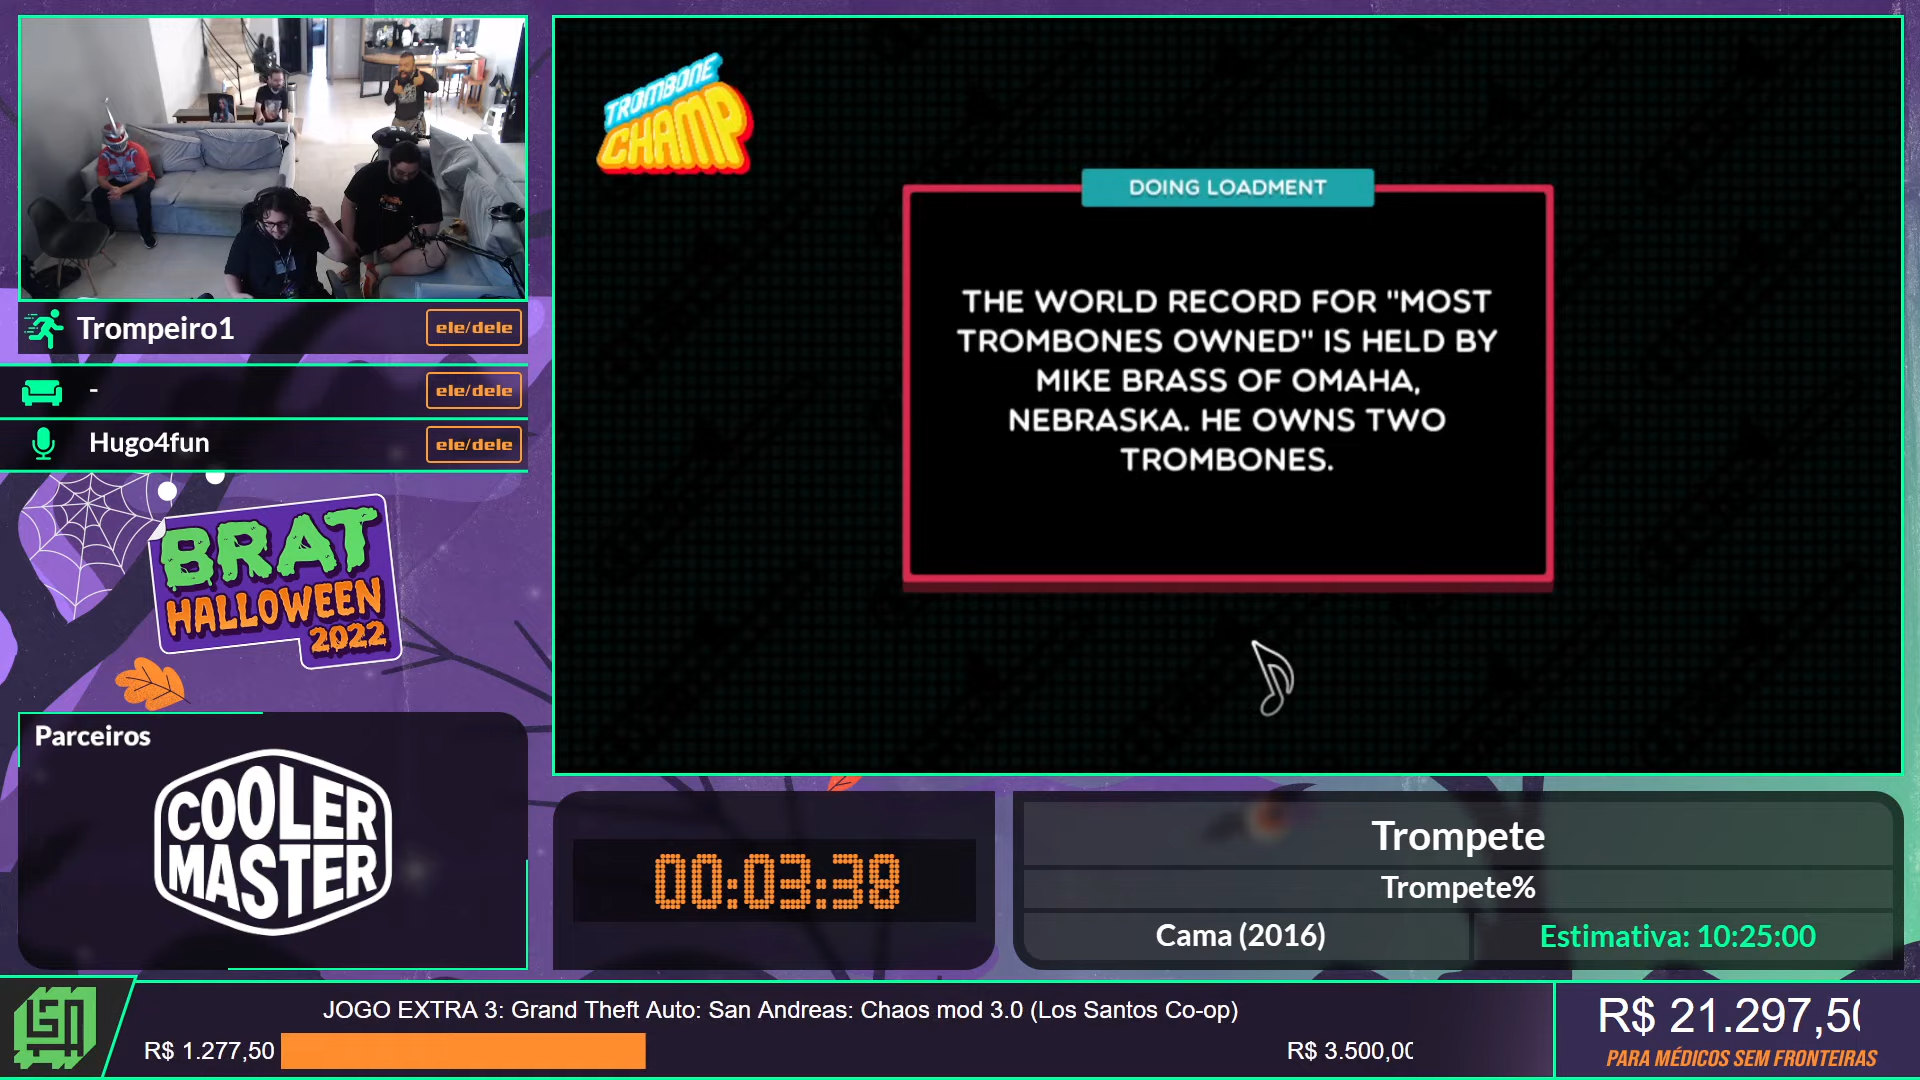 TROMBONE
CHAMP
DOING LOADMENT
THE WORLD RECORD FOR "MOST
TROMBONES OWNED" IS HELD BY
MIKE BRASS OF OMAHA,
NEBRASKA. HE OWNS TWO
TROMBONES.
Trompeiro1
ele/dele
-
ele/dele
Hugo4fun
ele/dele
BRAT
HALLOWEEN
2022
Parceiros
COOLER
MASTER
00:03:38
Trompete
Trompete%
Cama (2016)
Estimativa: 10:25:00
JOGO EXTRA 3: Grand Theft Auto: San Andreas: Chaos mod 3.0 (Los Santos Co-op)
R$ 1.277,50
R$ 3.500,00
R$ 21.297,50
PARA MÉDICOS SEM FRONTEIRAS